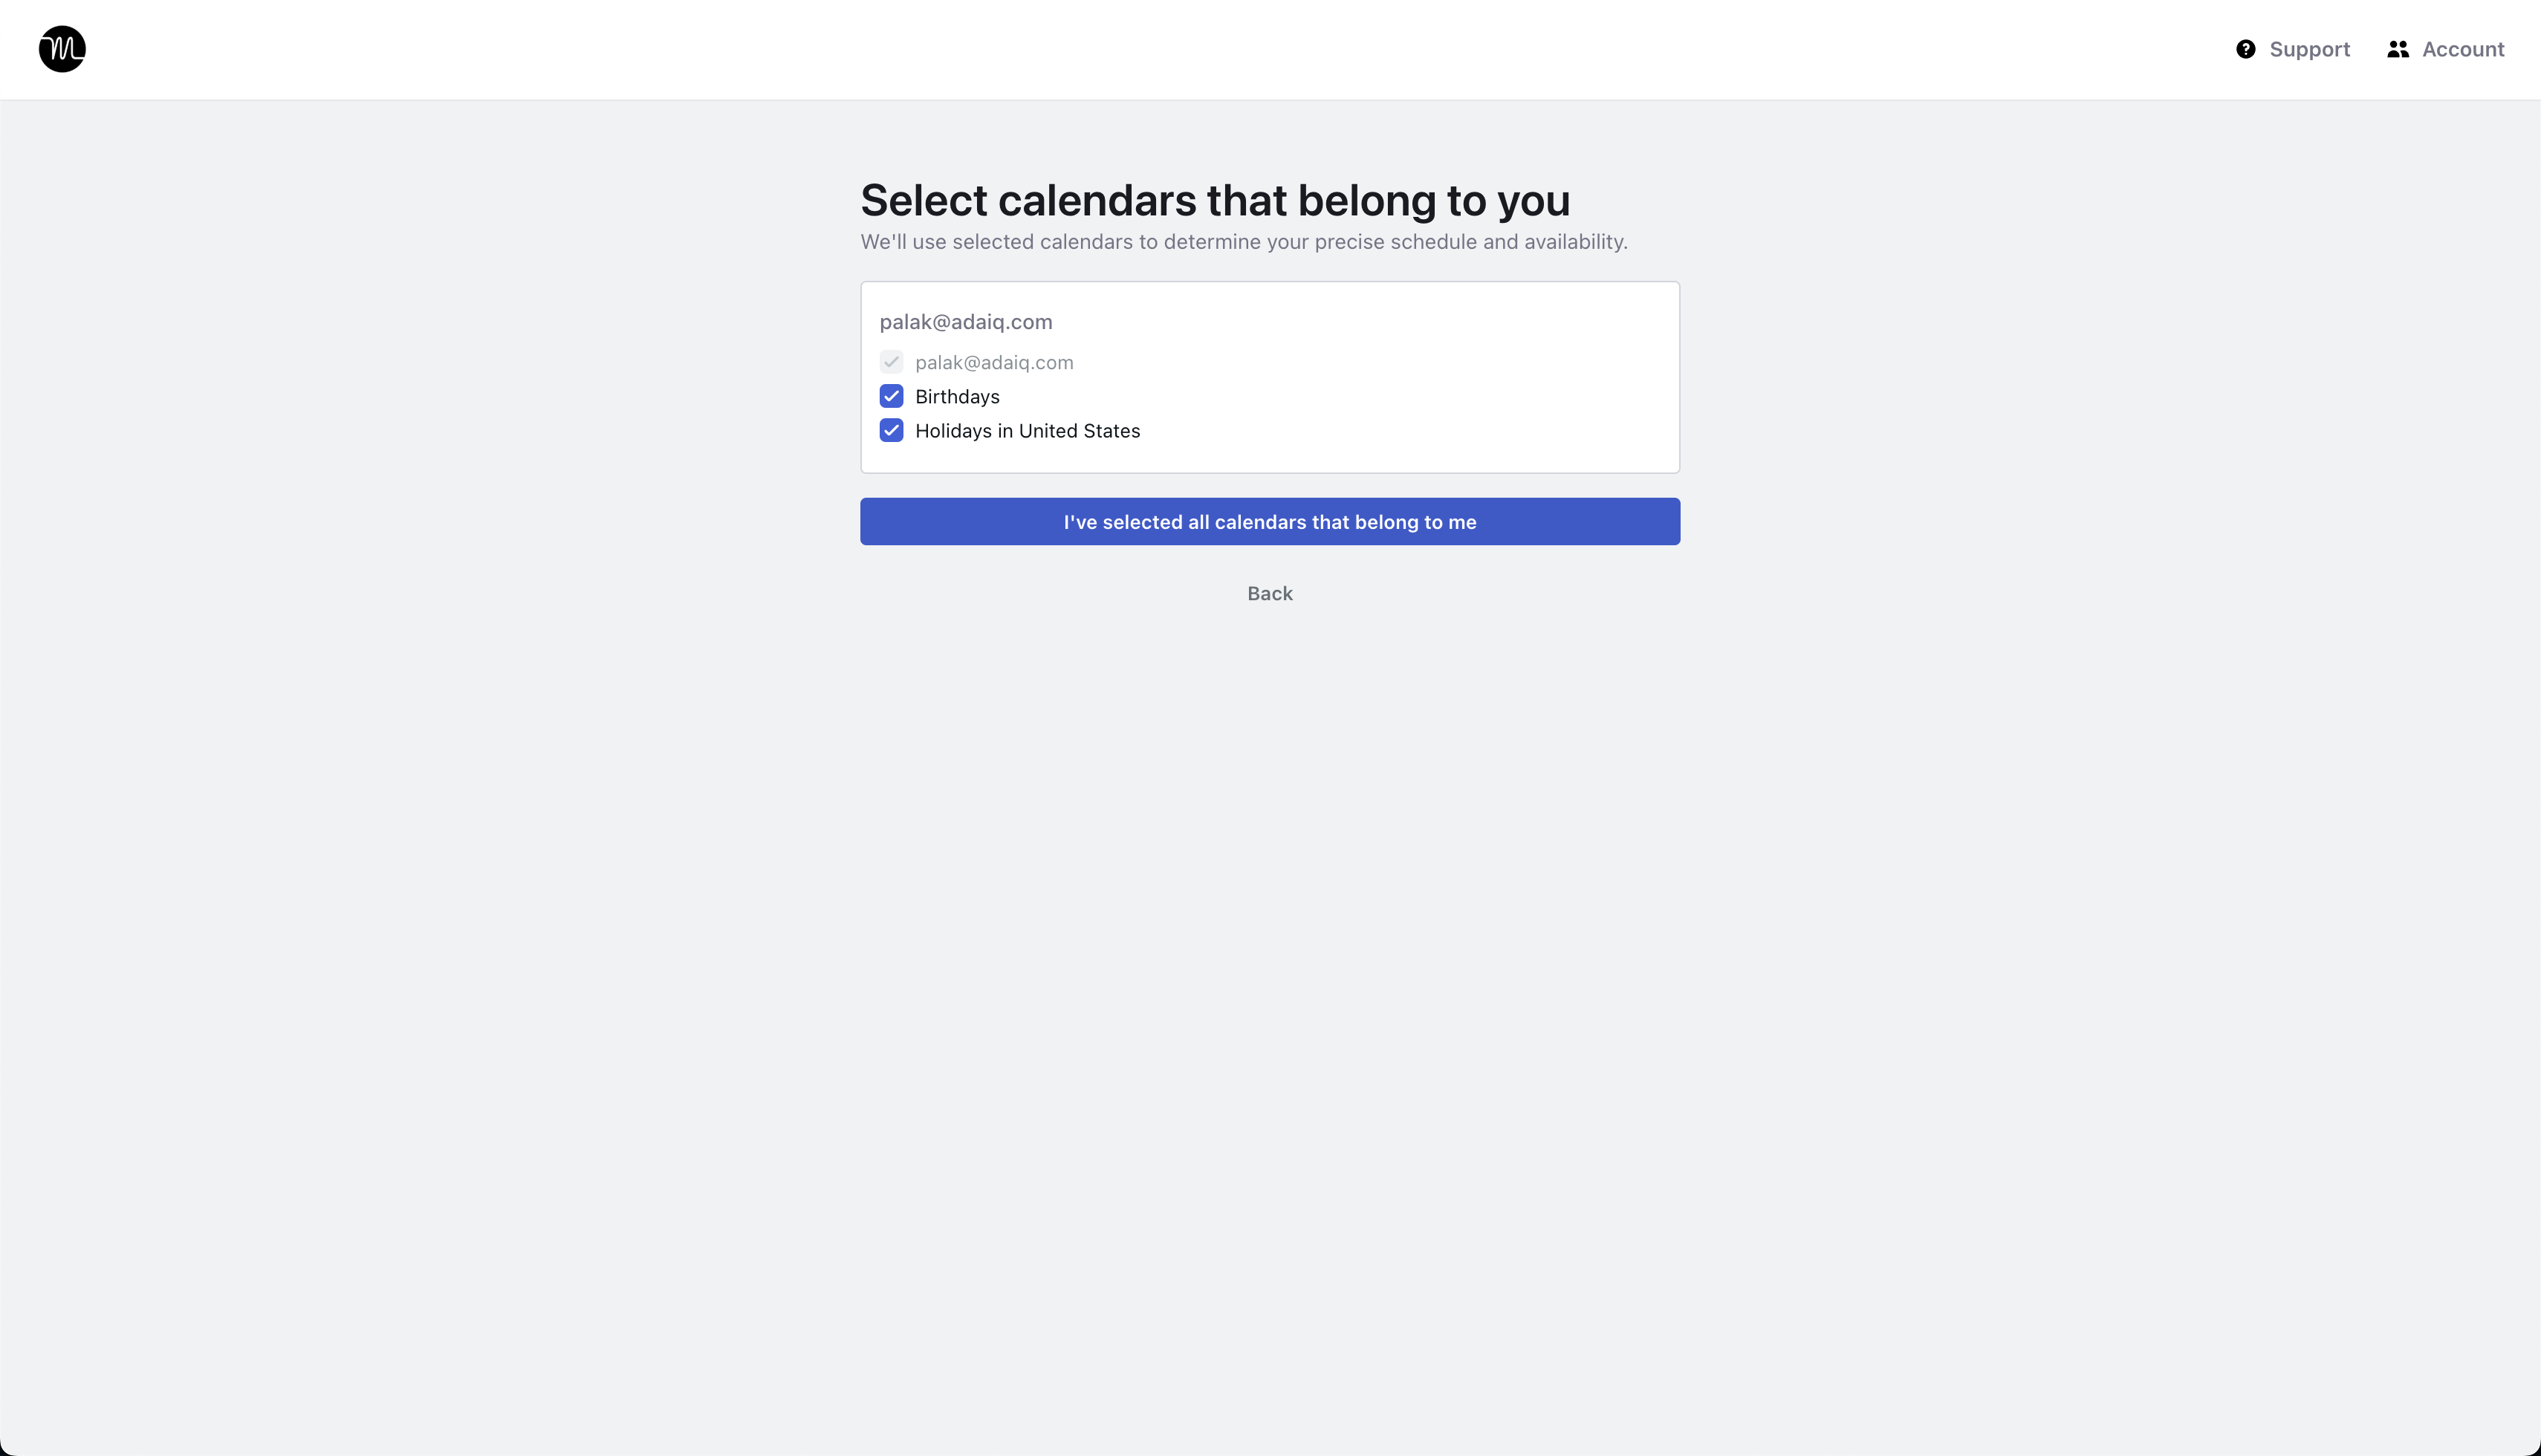 Support
Account
Select calendars that belong to you
We'll use selected calendars to determine your precise schedule and availability.
palak@adaiq.com
palak@adaiq.com
Birthdays
Holidays in United States
I've selected all calendars that belong to me
Back